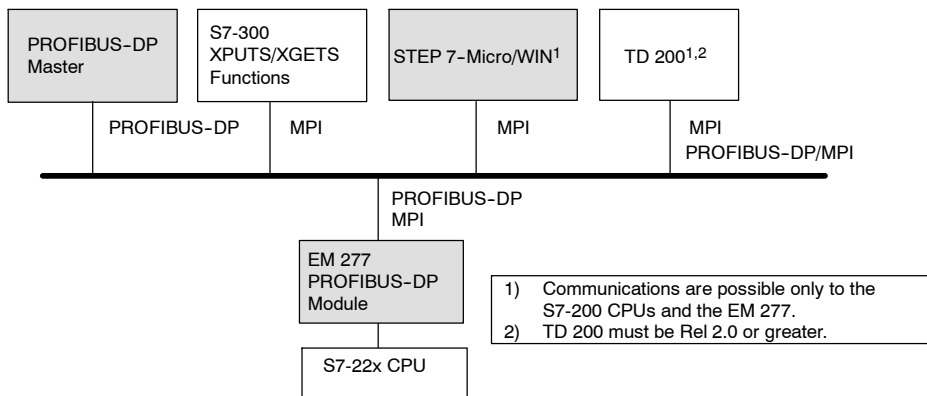 PROFIBUS-DP
Master
S7-300
XPUTS/XGETS
Functions
STEP 7-Micro/WIN¹
TD 200¹,²
PROFIBUS-DP
MPI
MPI
MPI
PROFIBUS-DP/MPI
PROFIBUS-DP
MPI
EM 277
PROFIBUS-DP
Module
S7-22x CPU
1) Communications are possible only to the
S7-200 CPUs and the EM 277.
2) TD 200 must be Rel 2.0 or greater.